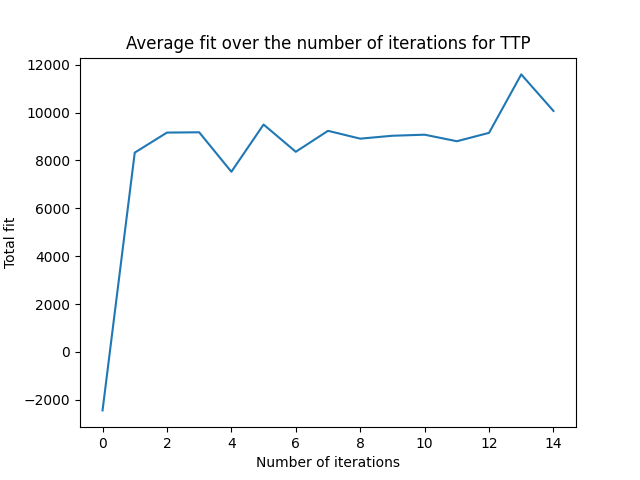 Average fit over the number of iterations for TTP
12000
10000
8000
6000
4000
2000
0
−2000
Total fit
0 2 4 6 8 10 12 14
Number of iterations